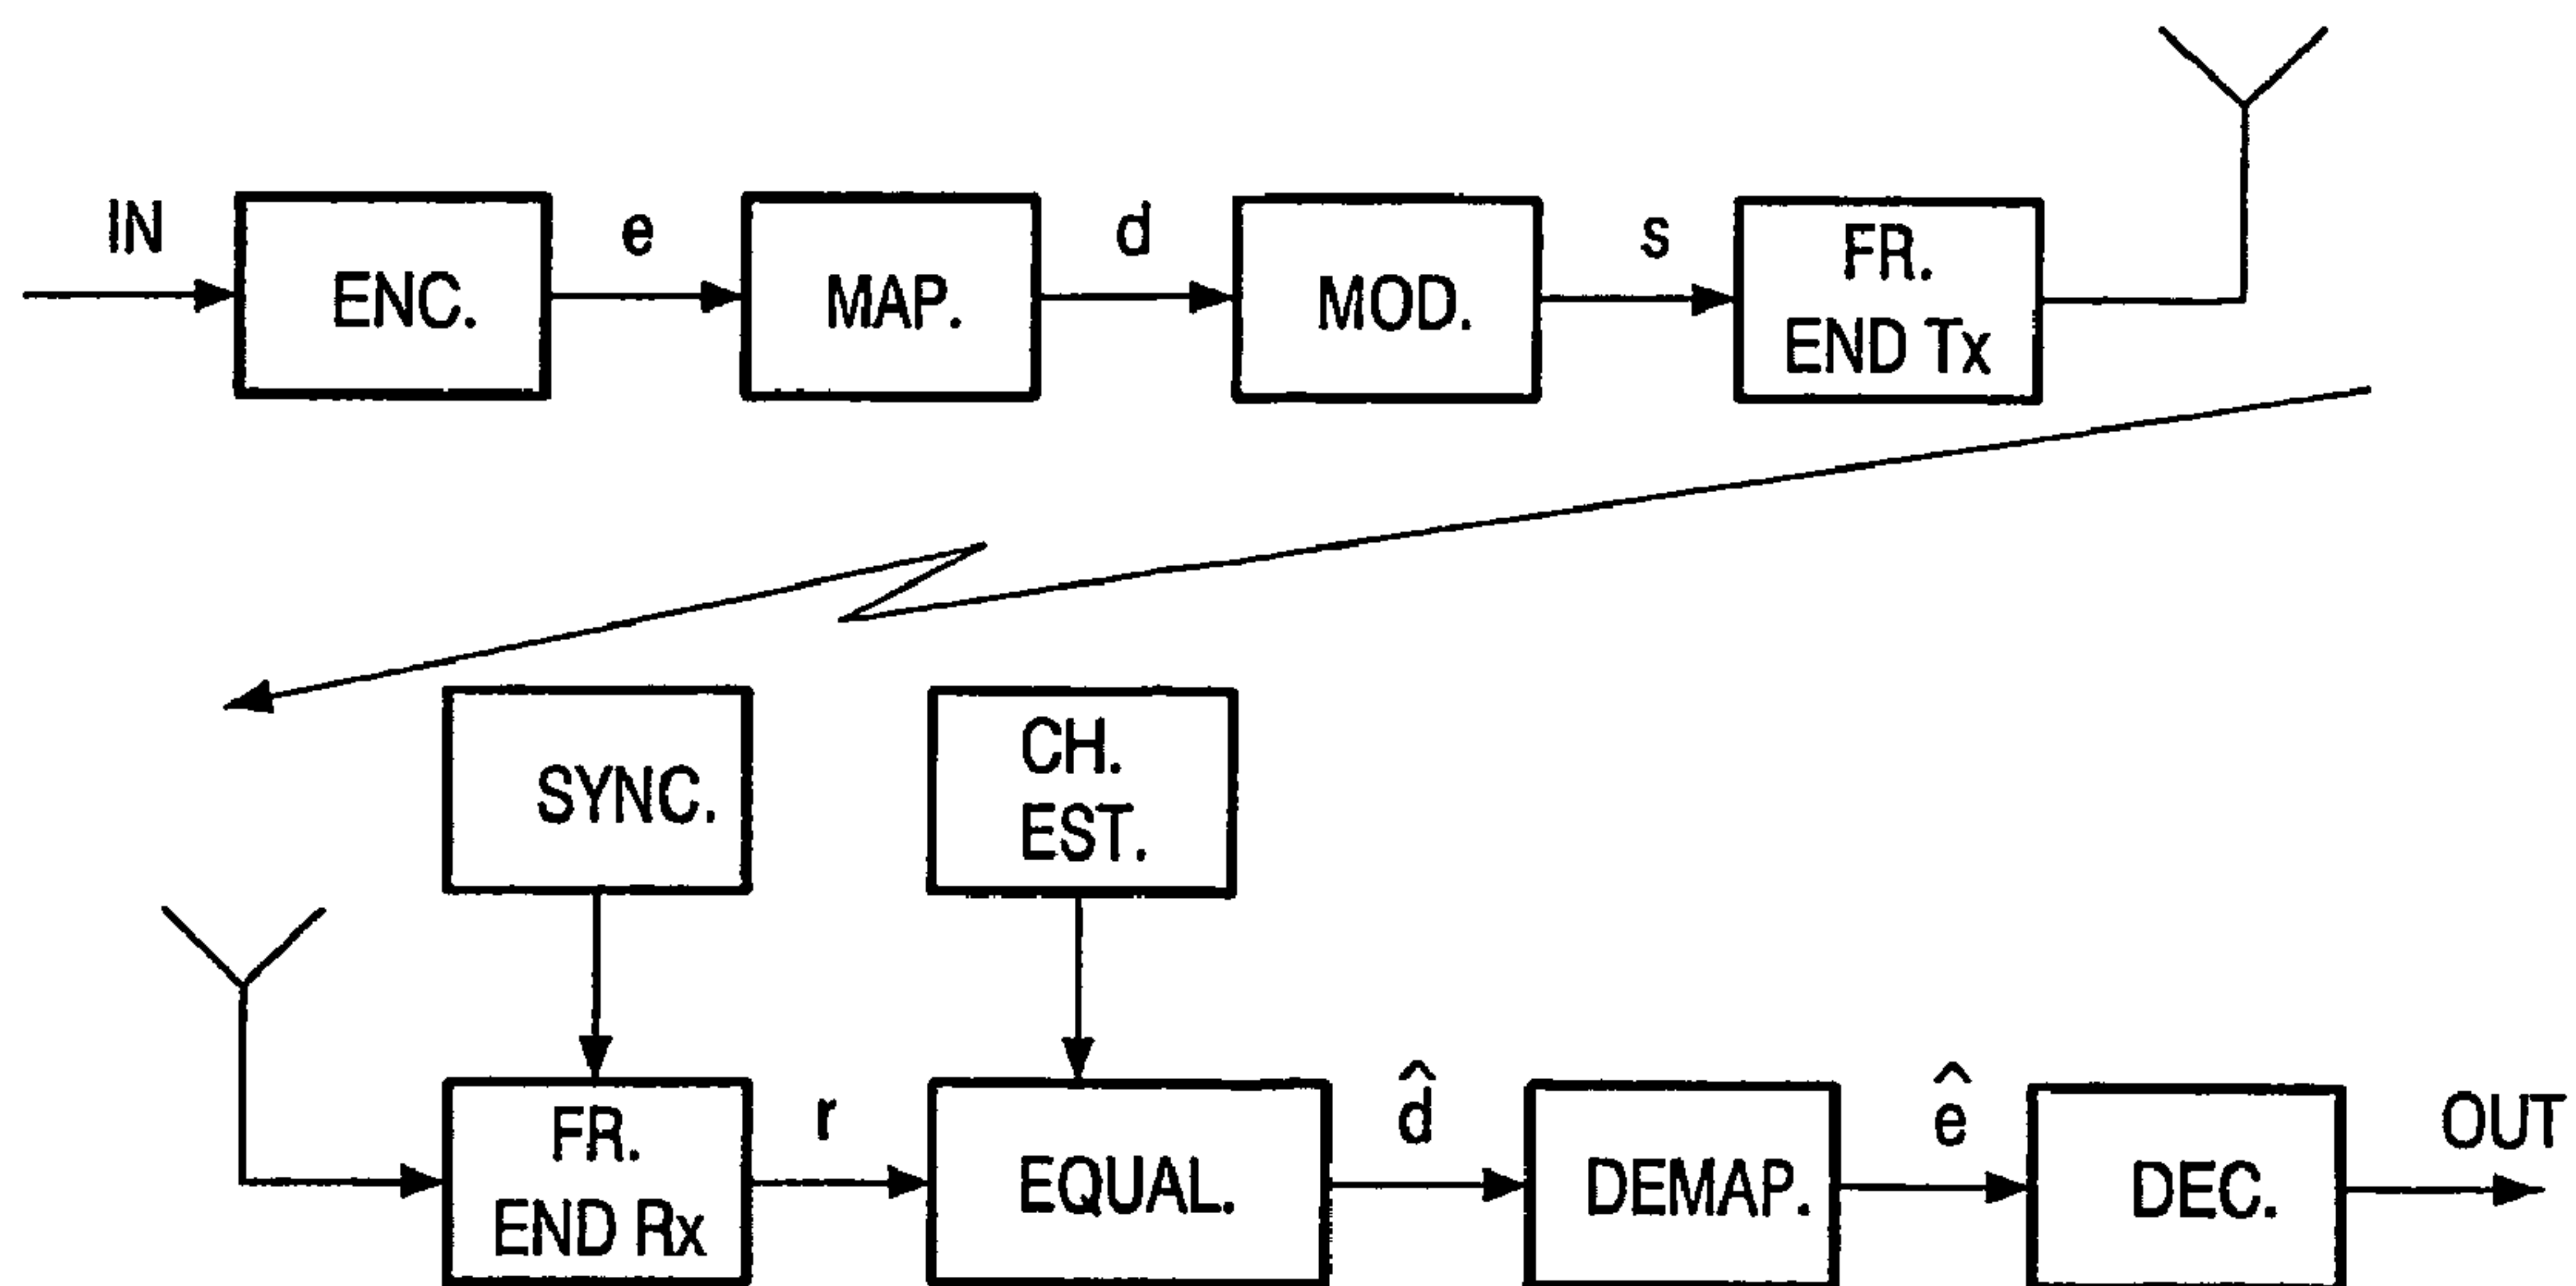 IN
ENC.
e
MAP.
d
MOD.
s
FR.
END Tx
SYNC.
CH.
EST.
FR.
END Rx
r
EQUAL.
d̂
DEMAP.
ê
DEC.
OUT